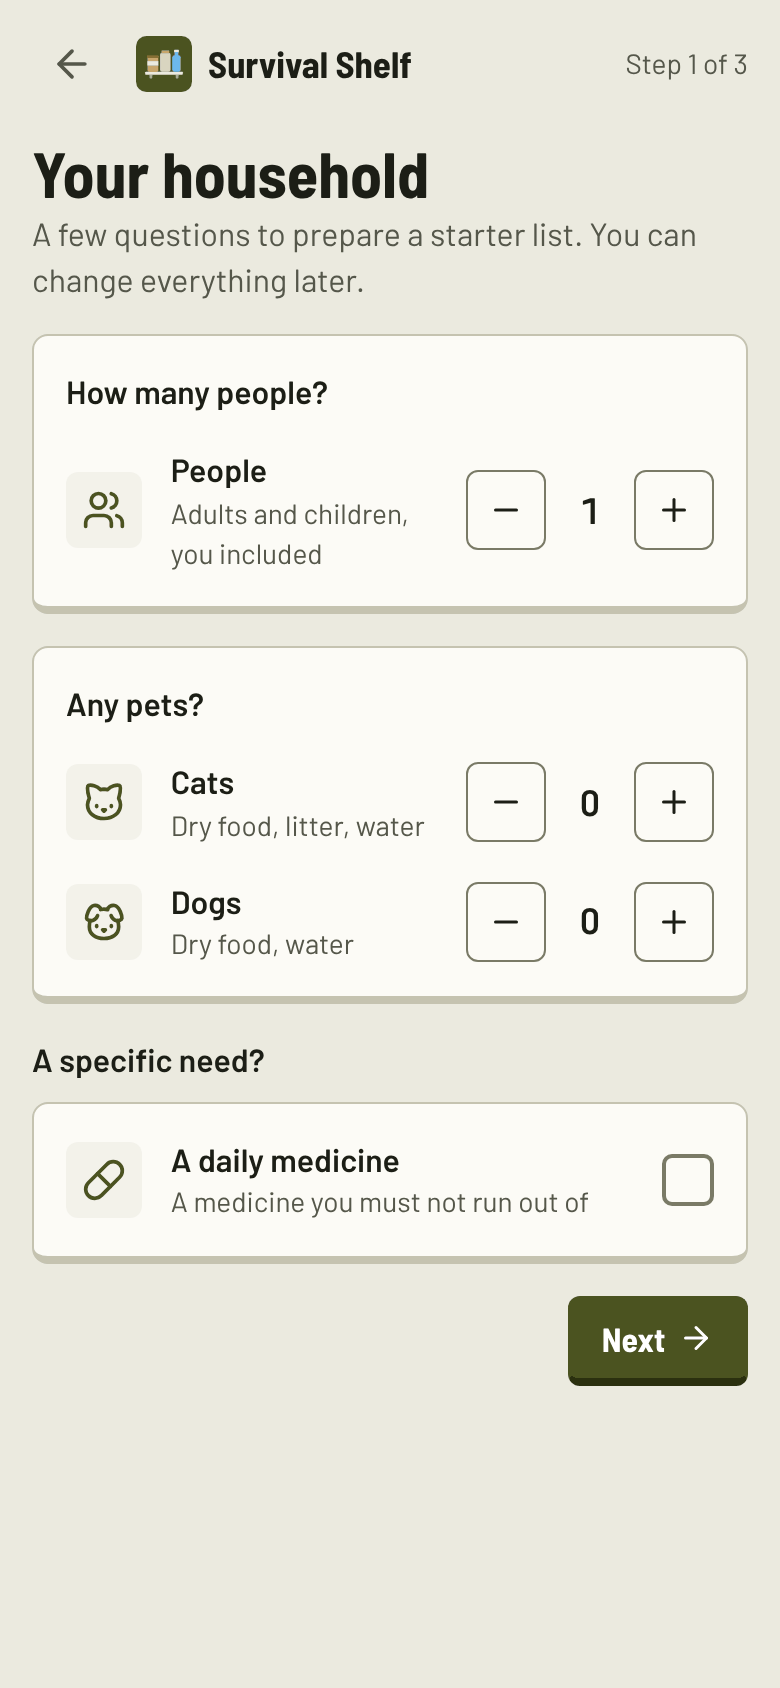 Survival Shelf
Step 1 of 3
Your household
A few questions to prepare a starter list. You can
change everything later.
How many people?
People
Adults and children,
you included
1
Any pets?
Cats
Dry food, litter, water
0
Dogs
Dry food, water
0
A specific need?
A daily medicine
A medicine you must not run out of
Next